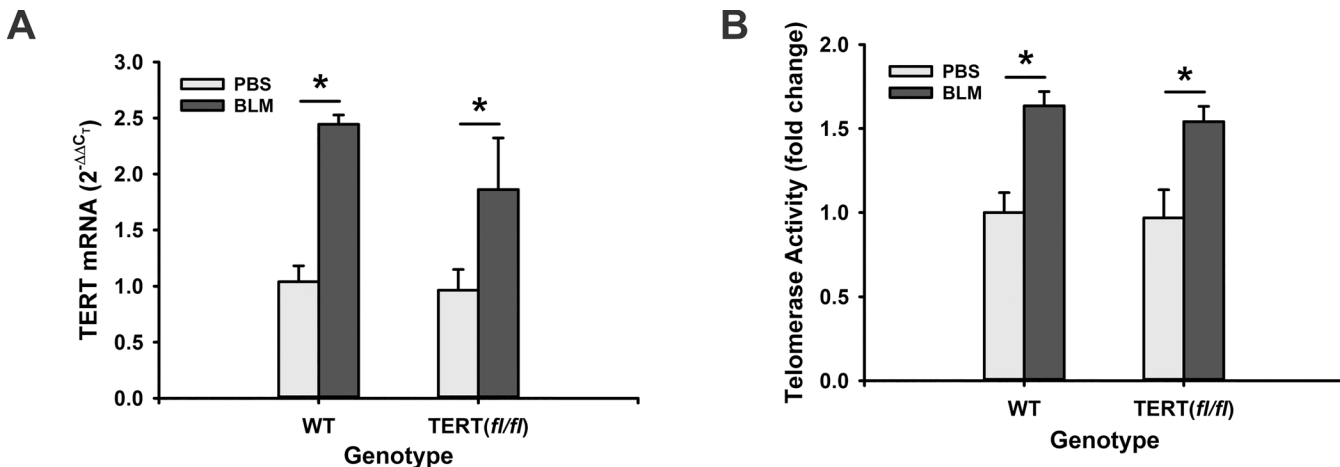 A
TERT mRNA (2^-ΔΔC_T)
3.0
2.5
2.0
1.5
1.0
0.5
0.0
PBS
BLM
*
*
WT
TERT(fl/fl)
Genotype
B
Telomerase Activity (fold change)
2.0
1.5
1.0
0.5
0.0
PBS
BLM
*
*
WT
TERT(fl/fl)
Genotype